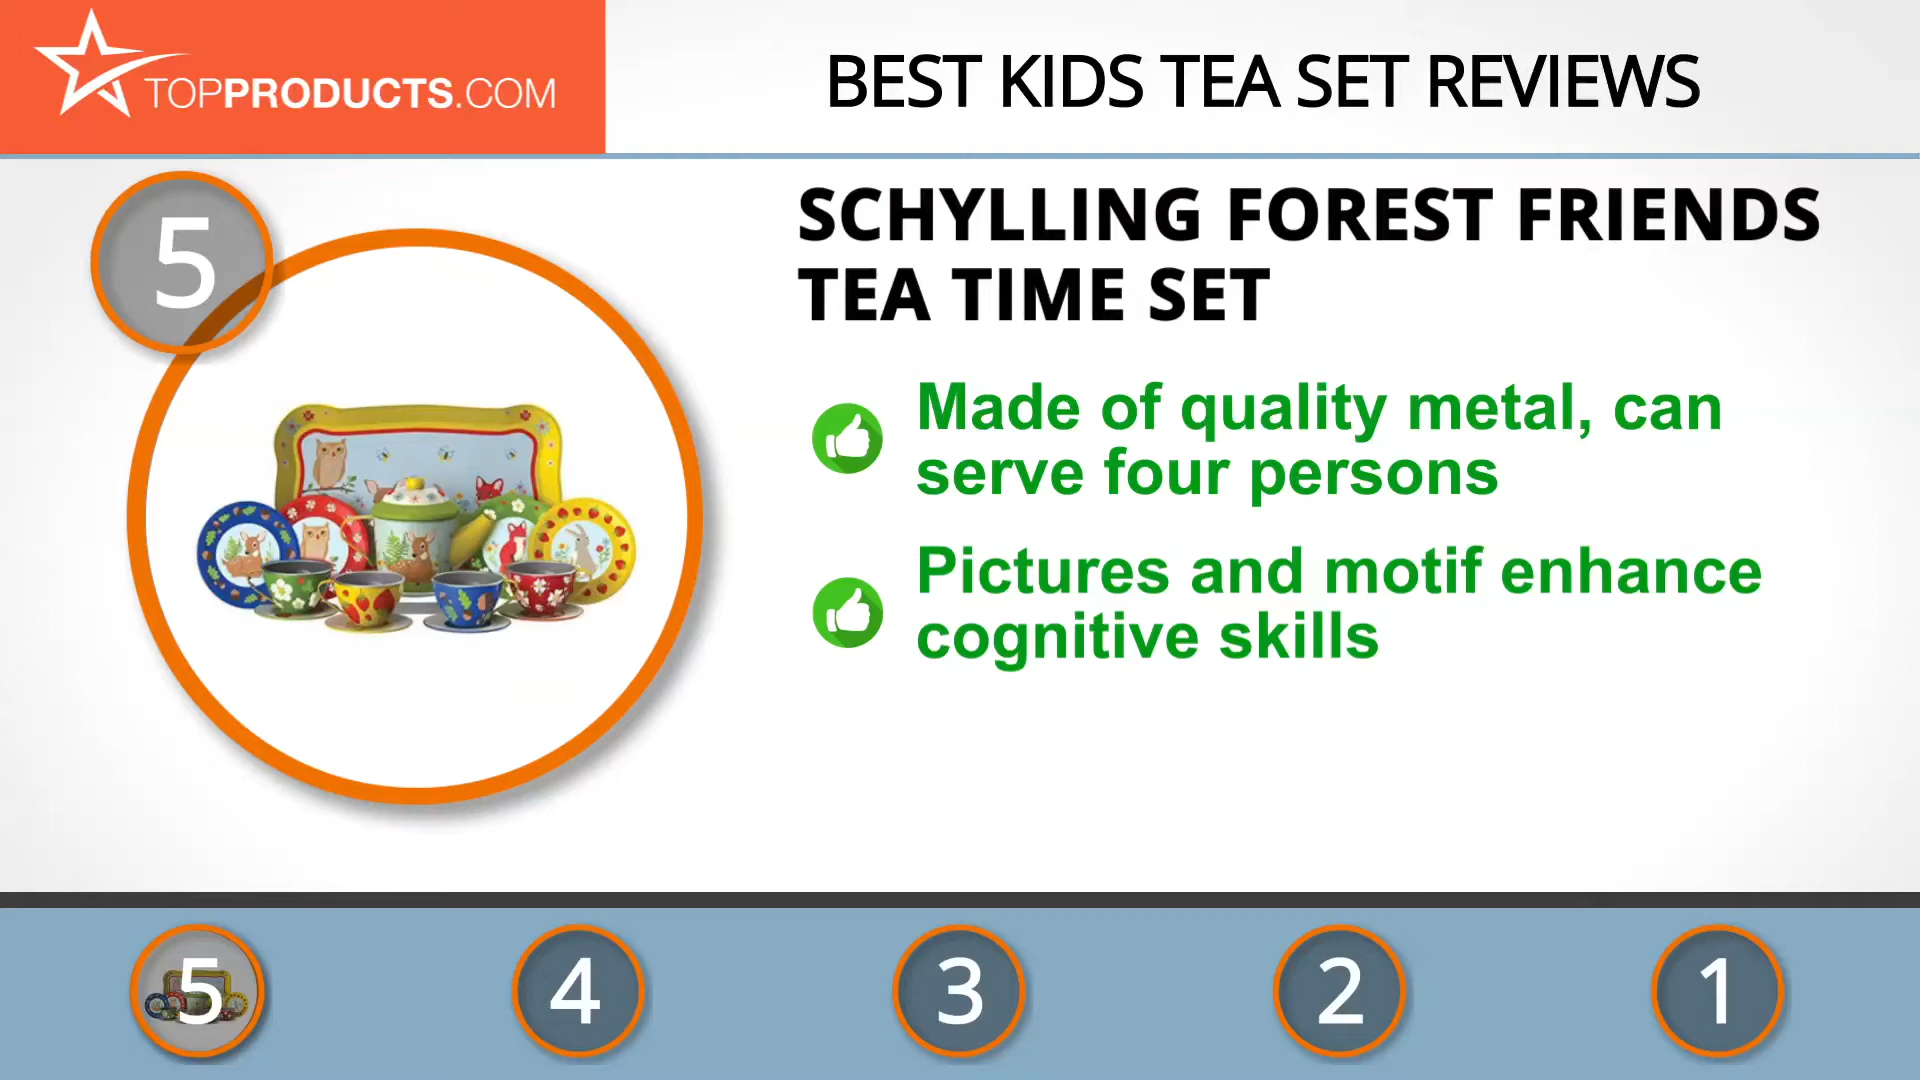 TOPPRODUCTS.COM
BEST KIDS TEA SET REVIEWS
5
SCHYLLING FOREST FRIENDS
TEA TIME SET
Made of quality metal, can
serve four persons
Pictures and motif enhance
cognitive skills
5
4
3
2
1